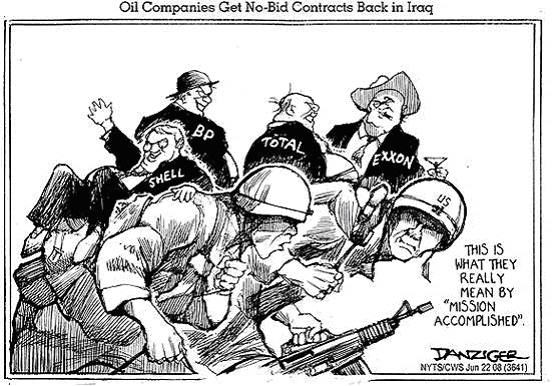 Oil Companies Get No-Bid Contracts Back in Iraq
BP
TOTAL
EXXON
SHELL
US
THIS IS
WHAT THEY
REALLY
MEAN BY
"MISSION
ACCOMPLISHED".
DANZIGER
NYTS/CWS Jun 22 08 (3641)